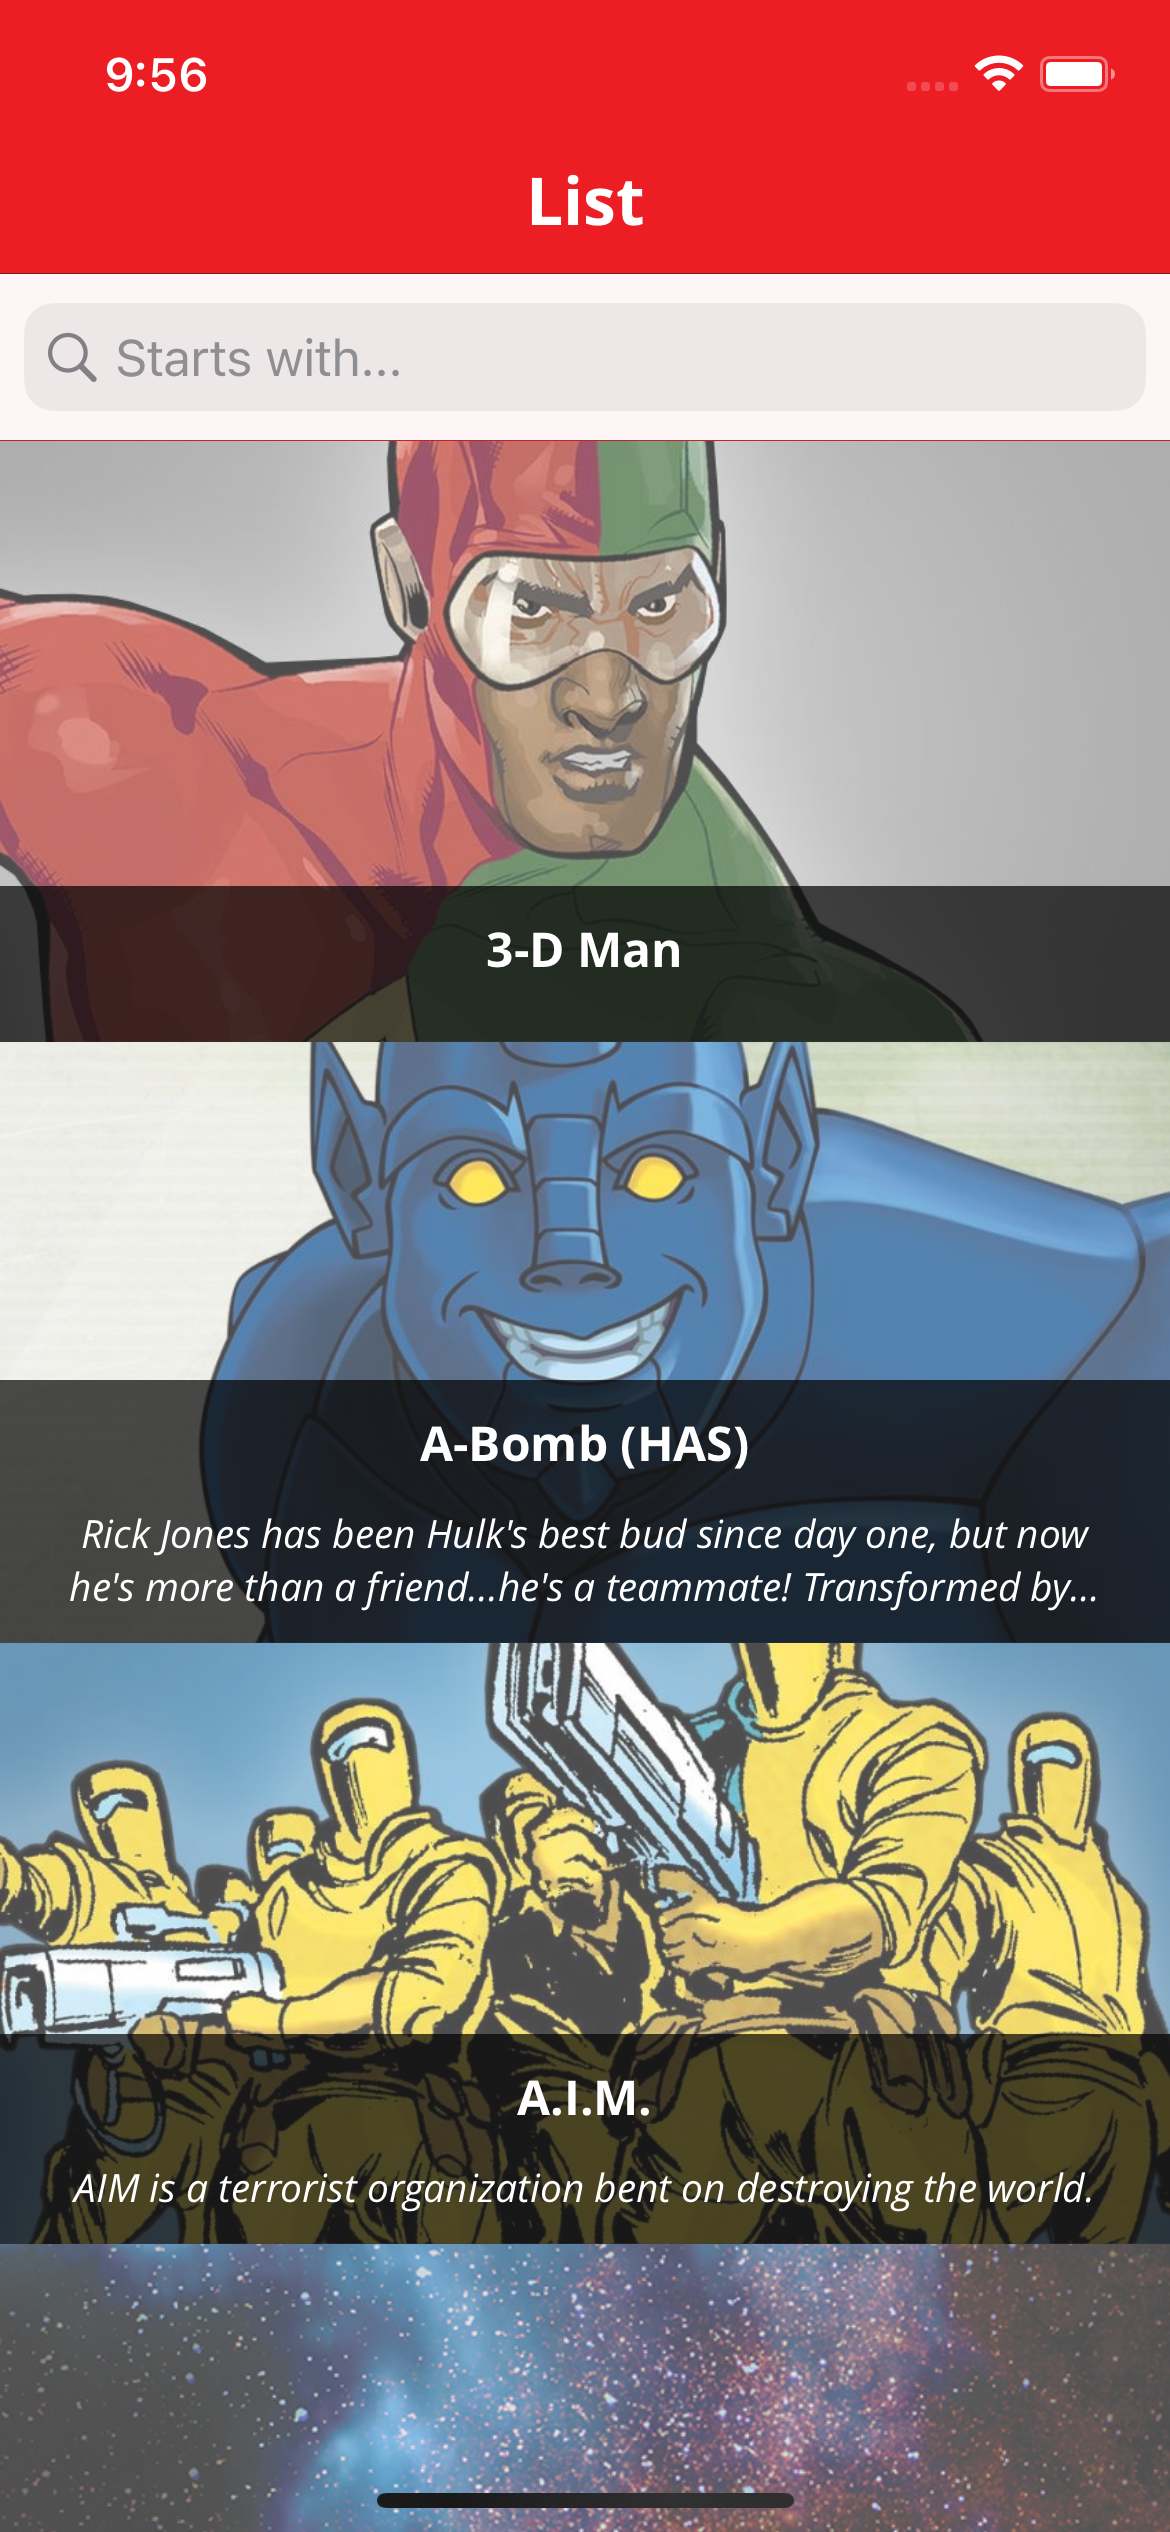 9:56
List
Starts with...
3-D Man
A-Bomb (HAS)
Rick Jones has been Hulk's best bud since day one, but now
he's more than a friend...he's a teammate! Transformed by...
A.I.M.
AIM is a terrorist organization bent on destroying the world.